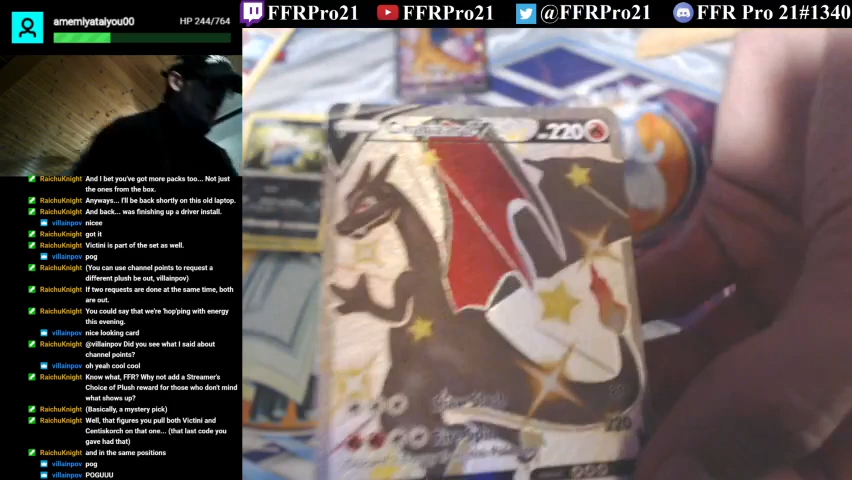 amemlyatalyou00 HP 244/764
FFRPro21 FFRPro21 @FFRPro21 FFR Pro 21#1340
RaichuKnight And I bet you've got more packs too... Not just
the ones from the box.
RaichuKnight Anyways... I'll be back shortly on this old laptop.
RaichuKnight And back... was finishing up a driver install.
villainpov nicee
RaichuKnight got it
RaichuKnight Victini is part of the set as well.
villainpov pog
RaichuKnight (You can use channel points to request a
different plush be out, villainpov)
RaichuKnight If two requests are done at the same time, both
are out.
RaichuKnight You could say that we're 'hop'ping with energy
this evening.
villainpov nice looking card
RaichuKnight @villainpov Did you see what I said about
channel points?
villainpov oh yeah cool cool
RaichuKnight Know what, FFR? Why not add a Streamer's
Choice of Plush reward for those who don't mind
what shows up?
RaichuKnight (Basically, a mystery pick)
RaichuKnight Well, that figures you pull both Victini and
Centiskorch on that one... (that last code you
gave had that)
RaichuKnight and in the same positions
villainpov pog
villainpov POGUUU
220
220